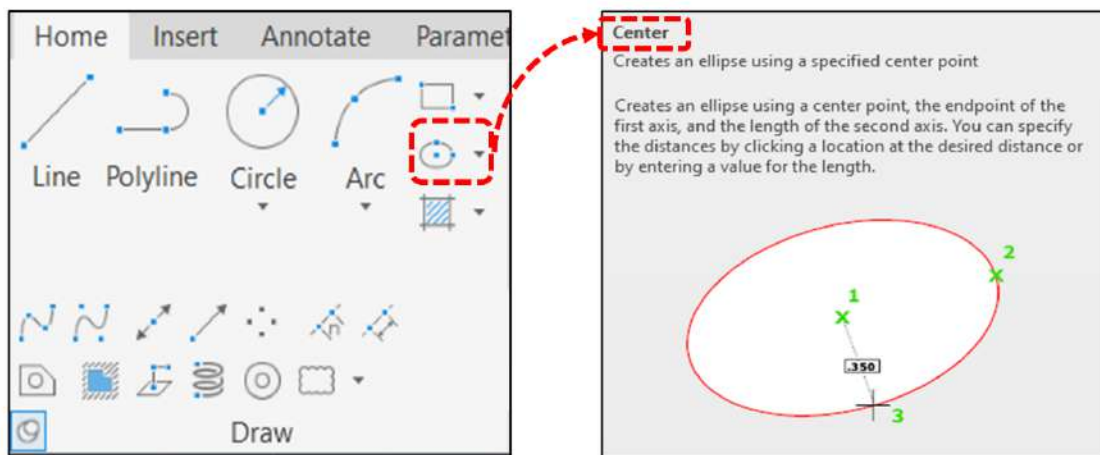 Home Insert Annotate Paramet
Line Polyline Circle Arc
Draw
Center
Creates an ellipse using a specified center point
Creates an ellipse using a center point, the endpoint of the
first axis, and the length of the second axis. You can specify
the distances by clicking a location at the desired distance or
by entering a value for the length.
2
1
.350
3